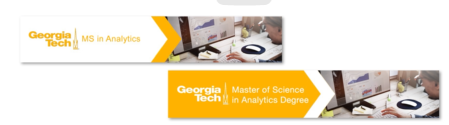 Georgia
Tech
MS in Analytics
Georgia
Tech
Master of Science
in Analytics Degree